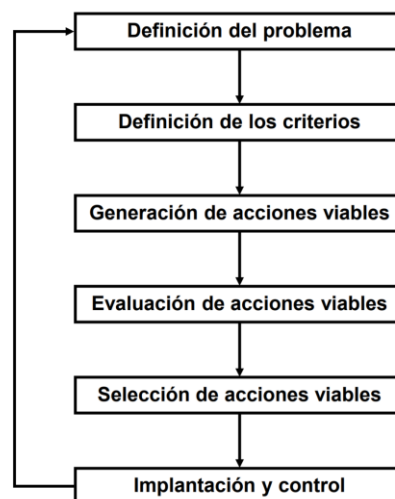 Definición del problema
Definición de los criterios
Generación de acciones viables
Evaluación de acciones viables
Selección de acciones viables
Implantación y control